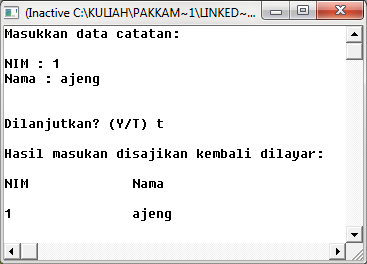 (Inactive C:\KULIAH\PAKKAM~1\LINKED~...
Masukkan data catatan:
NIM : 1
Nama : ajeng
Dilanjutkan? (Y/T) t
Hasil masukan disajikan kembali dilayar:
NIM Nama
1 ajeng